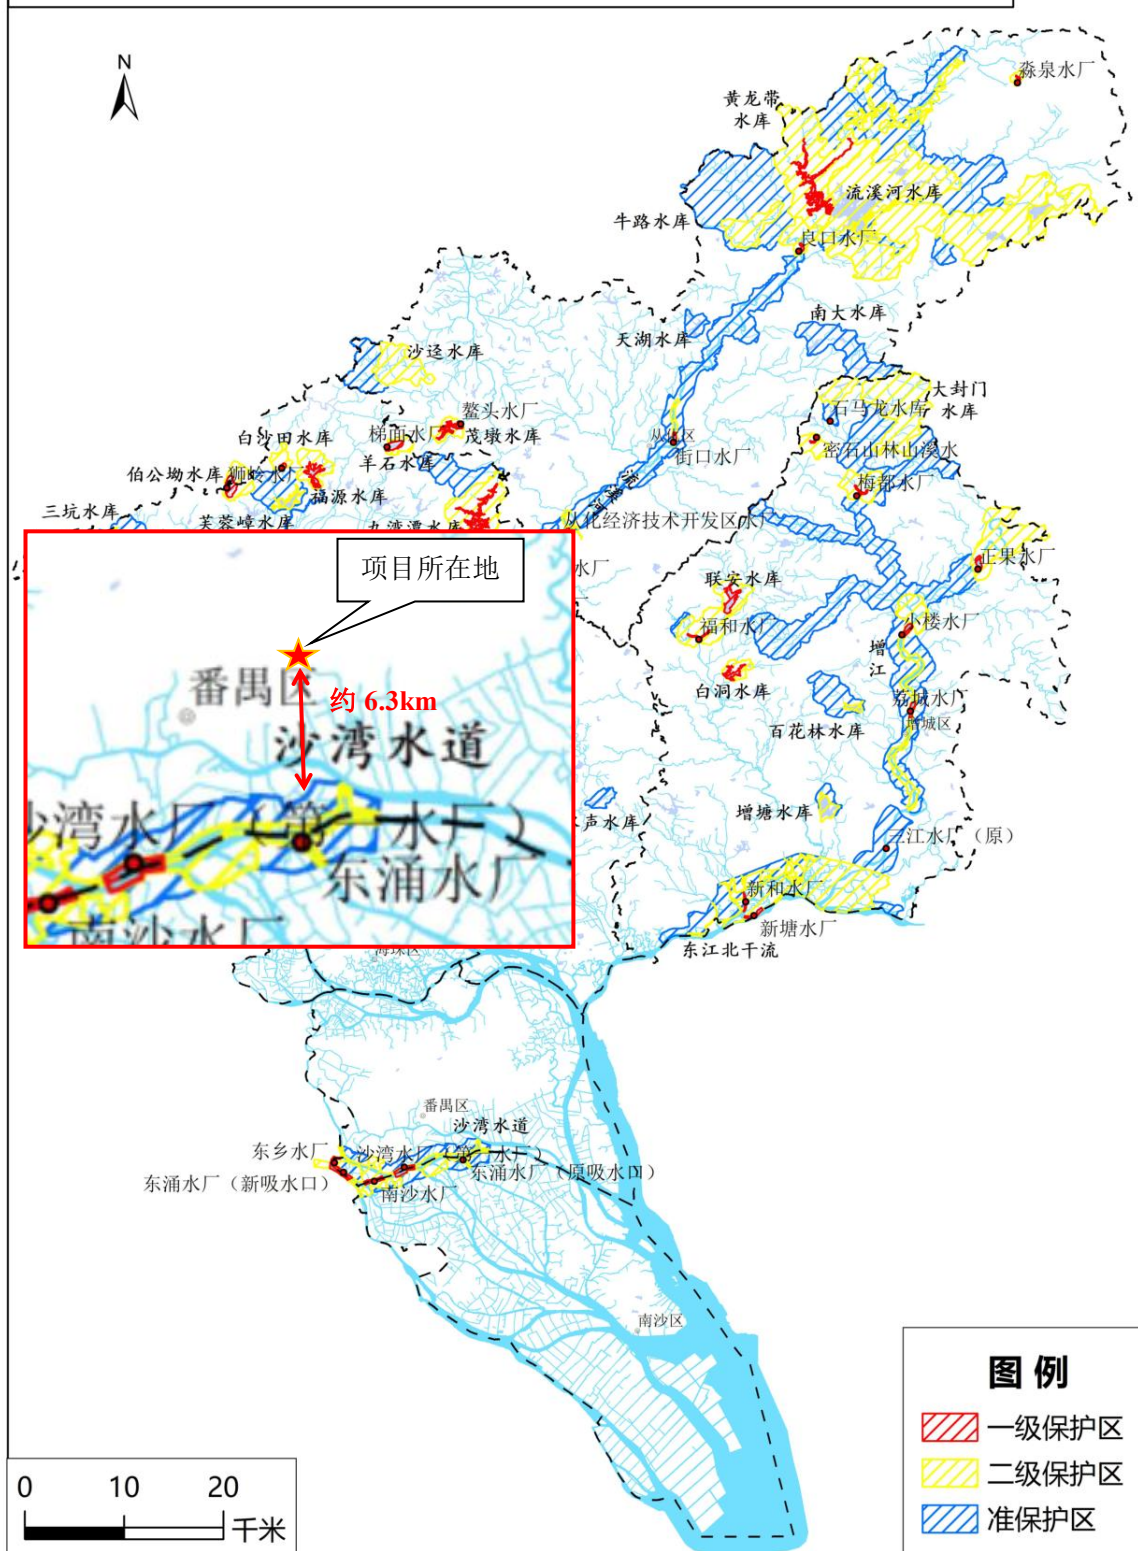 N
淼泉水厂
黄龙带
水库
流溪河水库
牛路水库
良口水厂
南大水库
天湖水库
沙迳水库
大封门
水库
石马龙水库
鳌头水厂
白沙田水库
梯面水厂
茂墩水库
从化区
街口水厂
密石山林山溪水
羊石水库
伯公坳水库
狮岭水厂
流溪河
梅都水厂
福源水库
三坑水库
芙蓉嶂水库
九湾潭水库
从化经济技术开发区水厂
项目所在地
水厂
正果水厂
联安水库
福和水厂
小楼水厂
增江
番禺区
约 6.3km
白洞水库
荔城水厂
增城区
百花林水库
沙湾水道
沙湾水厂（第一水厂）
声水库
增塘水库
三江水厂（原）
东涌水厂
新和水厂
南沙水厂
新塘水厂
东江北干流
海珠区
番禺区
沙湾水道
东乡水厂
沙湾水厂（第一水厂）
东涌水厂（原吸水口）
东涌水厂（新吸水口）
南沙水厂
南沙区
图 例
一级保护区
二级保护区
准保护区
0 10 20
千米